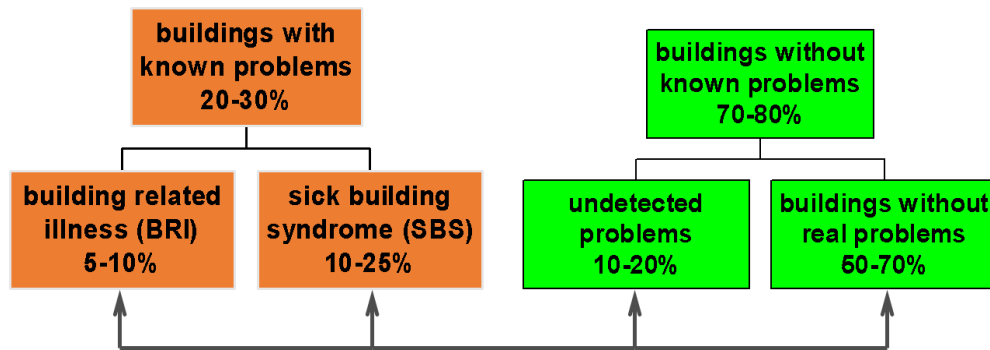 buildings with
known problems
20-30%
buildings without
known problems
70-80%
building related
illness (BRI)
5-10%
sick building
syndrome (SBS)
10-25%
undetected
problems
10-20%
buildings without
real problems
50-70%